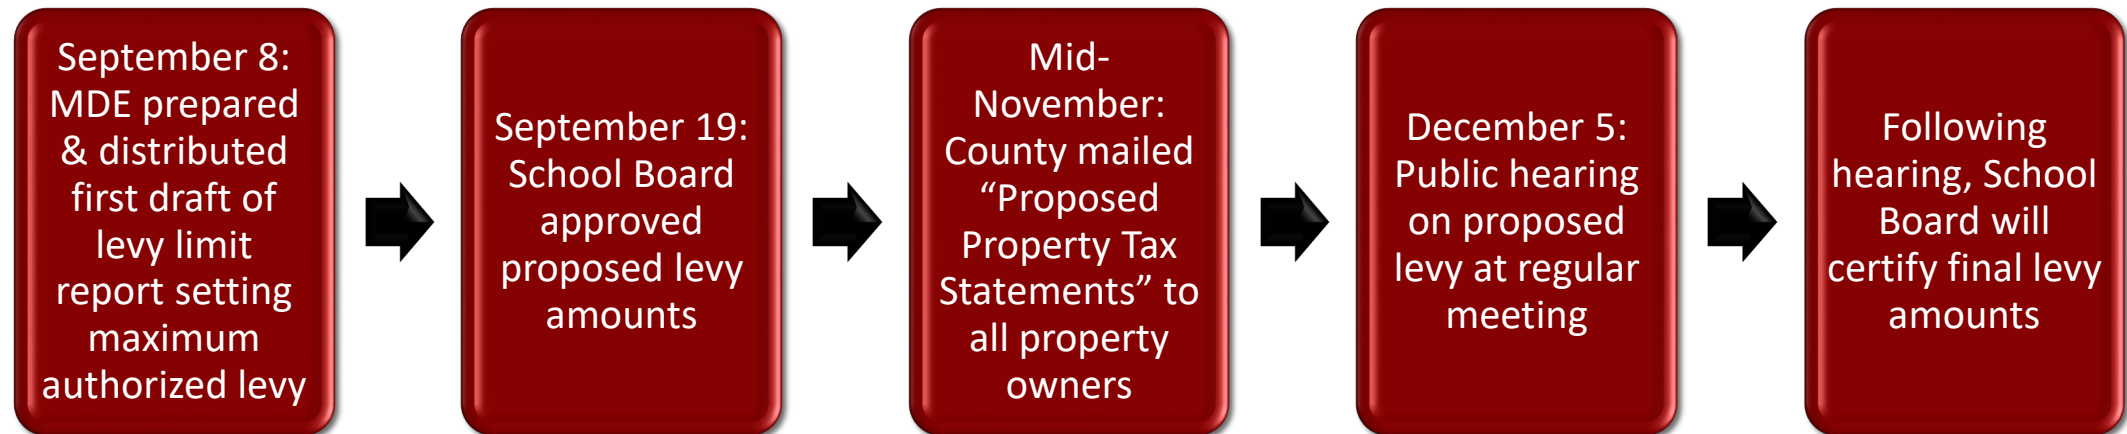 September 8:
MDE prepared
& distributed
first draft of
levy limit
report setting
maximum
authorized levy
September 19:
School Board
approved
proposed levy
amounts
Mid-
November:
County mailed
“Proposed
Property Tax
Statements” to
all property
owners
December 5:
Public hearing
on proposed
levy at regular
meeting
Following
hearing, School
Board will
certify final levy
amounts